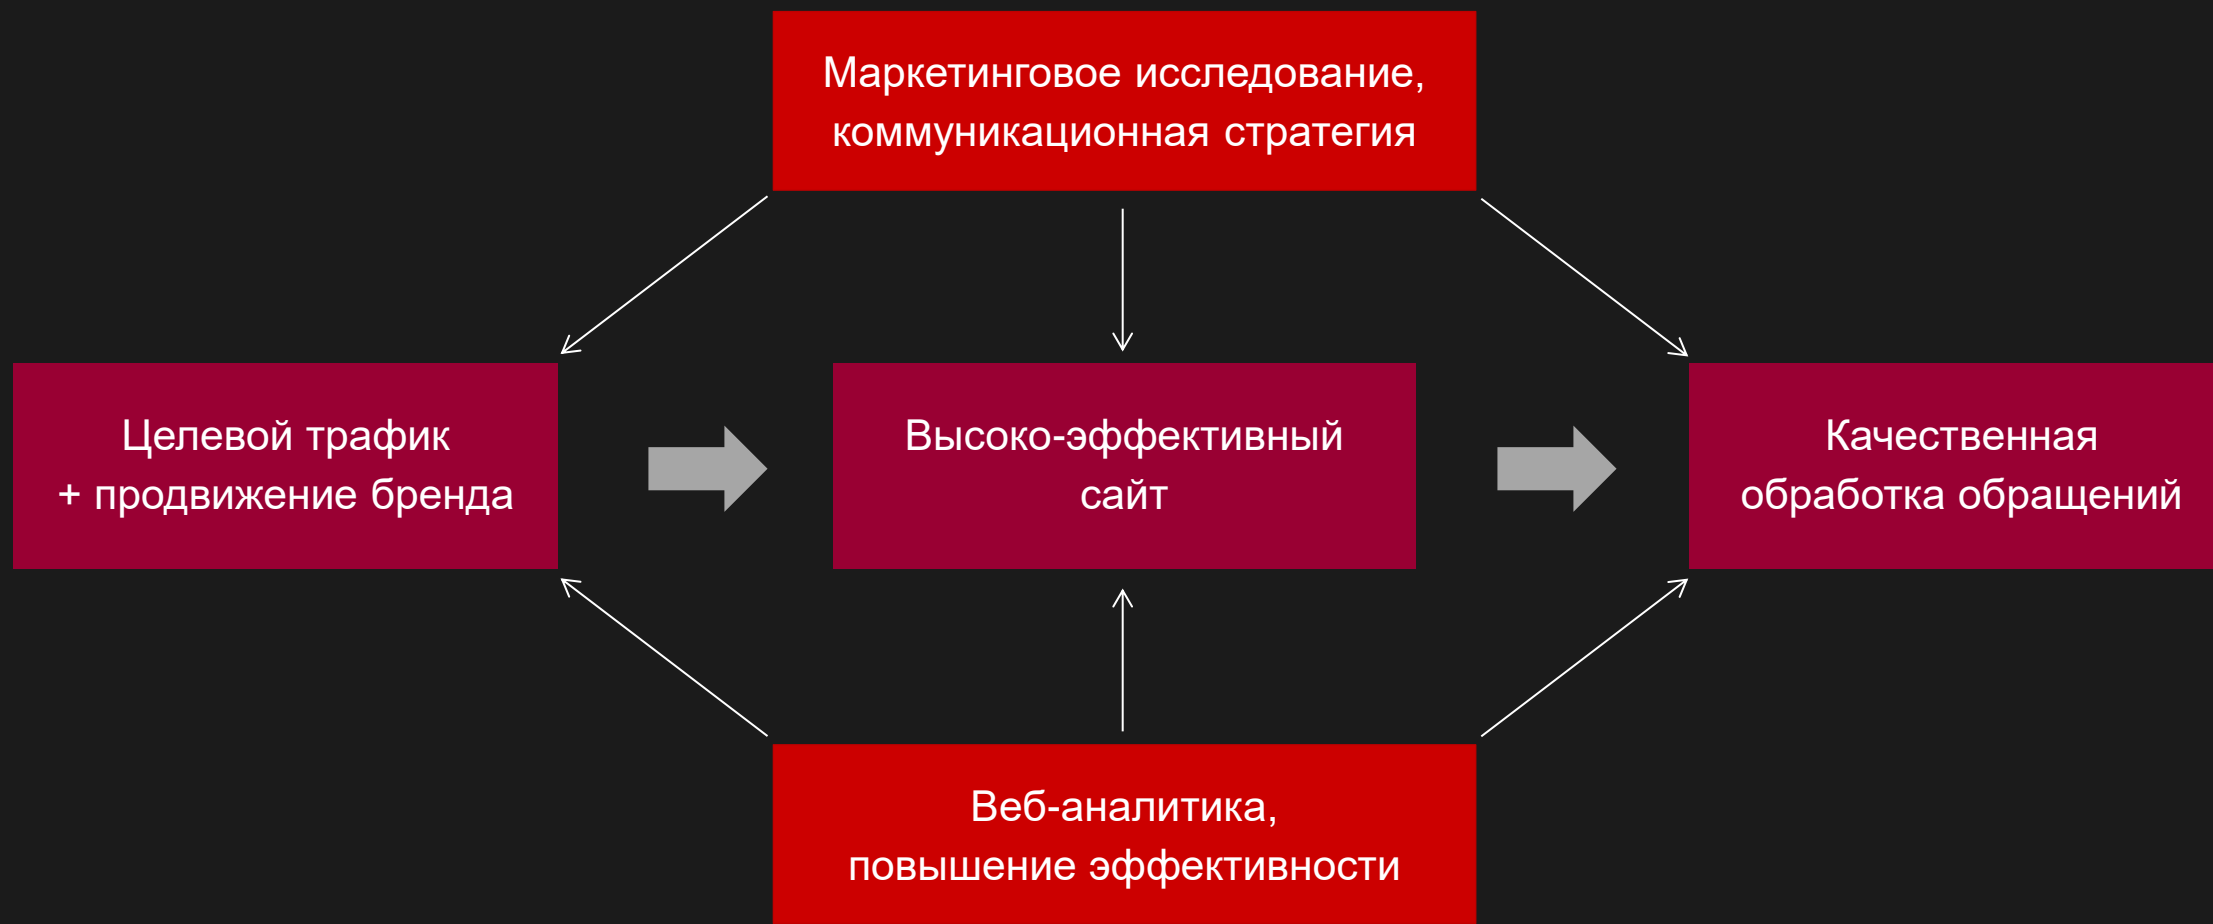 Маркетинговое исследование,
коммуникационная стратегия
Целевой трафик
+ продвижение бренда
Высоко-эффективный
сайт
Качественная
обработка обращений
Веб-аналитика,
повышение эффективности